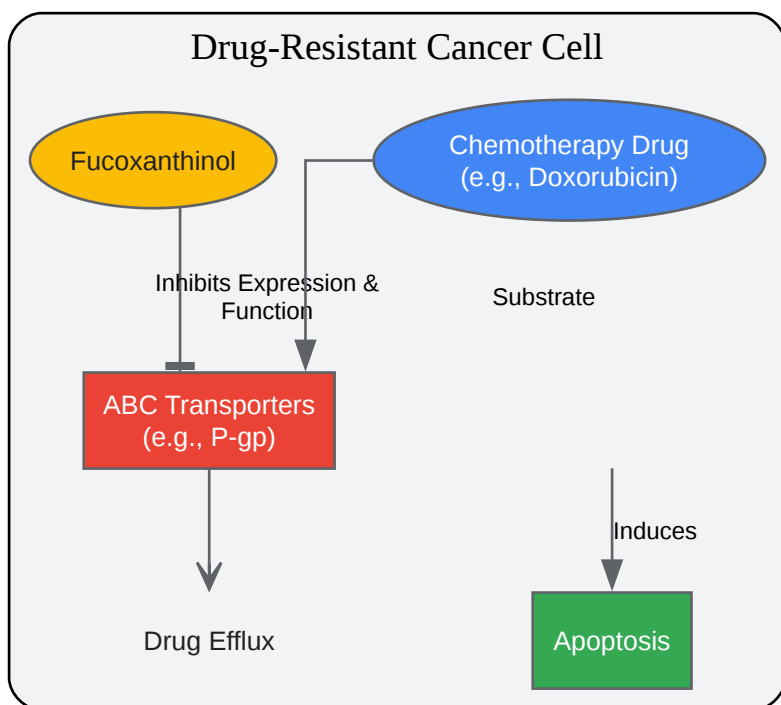 Drug-Resistant Cancer Cell
Fucoxanthinol
Chemotherapy Drug
(e.g., Doxorubicin)
Inhibits Expression &
Function
Substrate
ABC Transporters
(e.g., P-gp)
Induces
Drug Efflux
Apoptosis